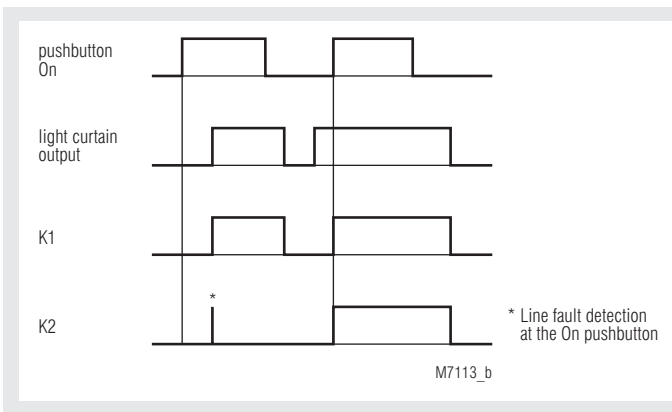 pushbutton
On
light curtain
output
K1
*
K2
* Line fault detection
at the On pushbutton
M7113_b